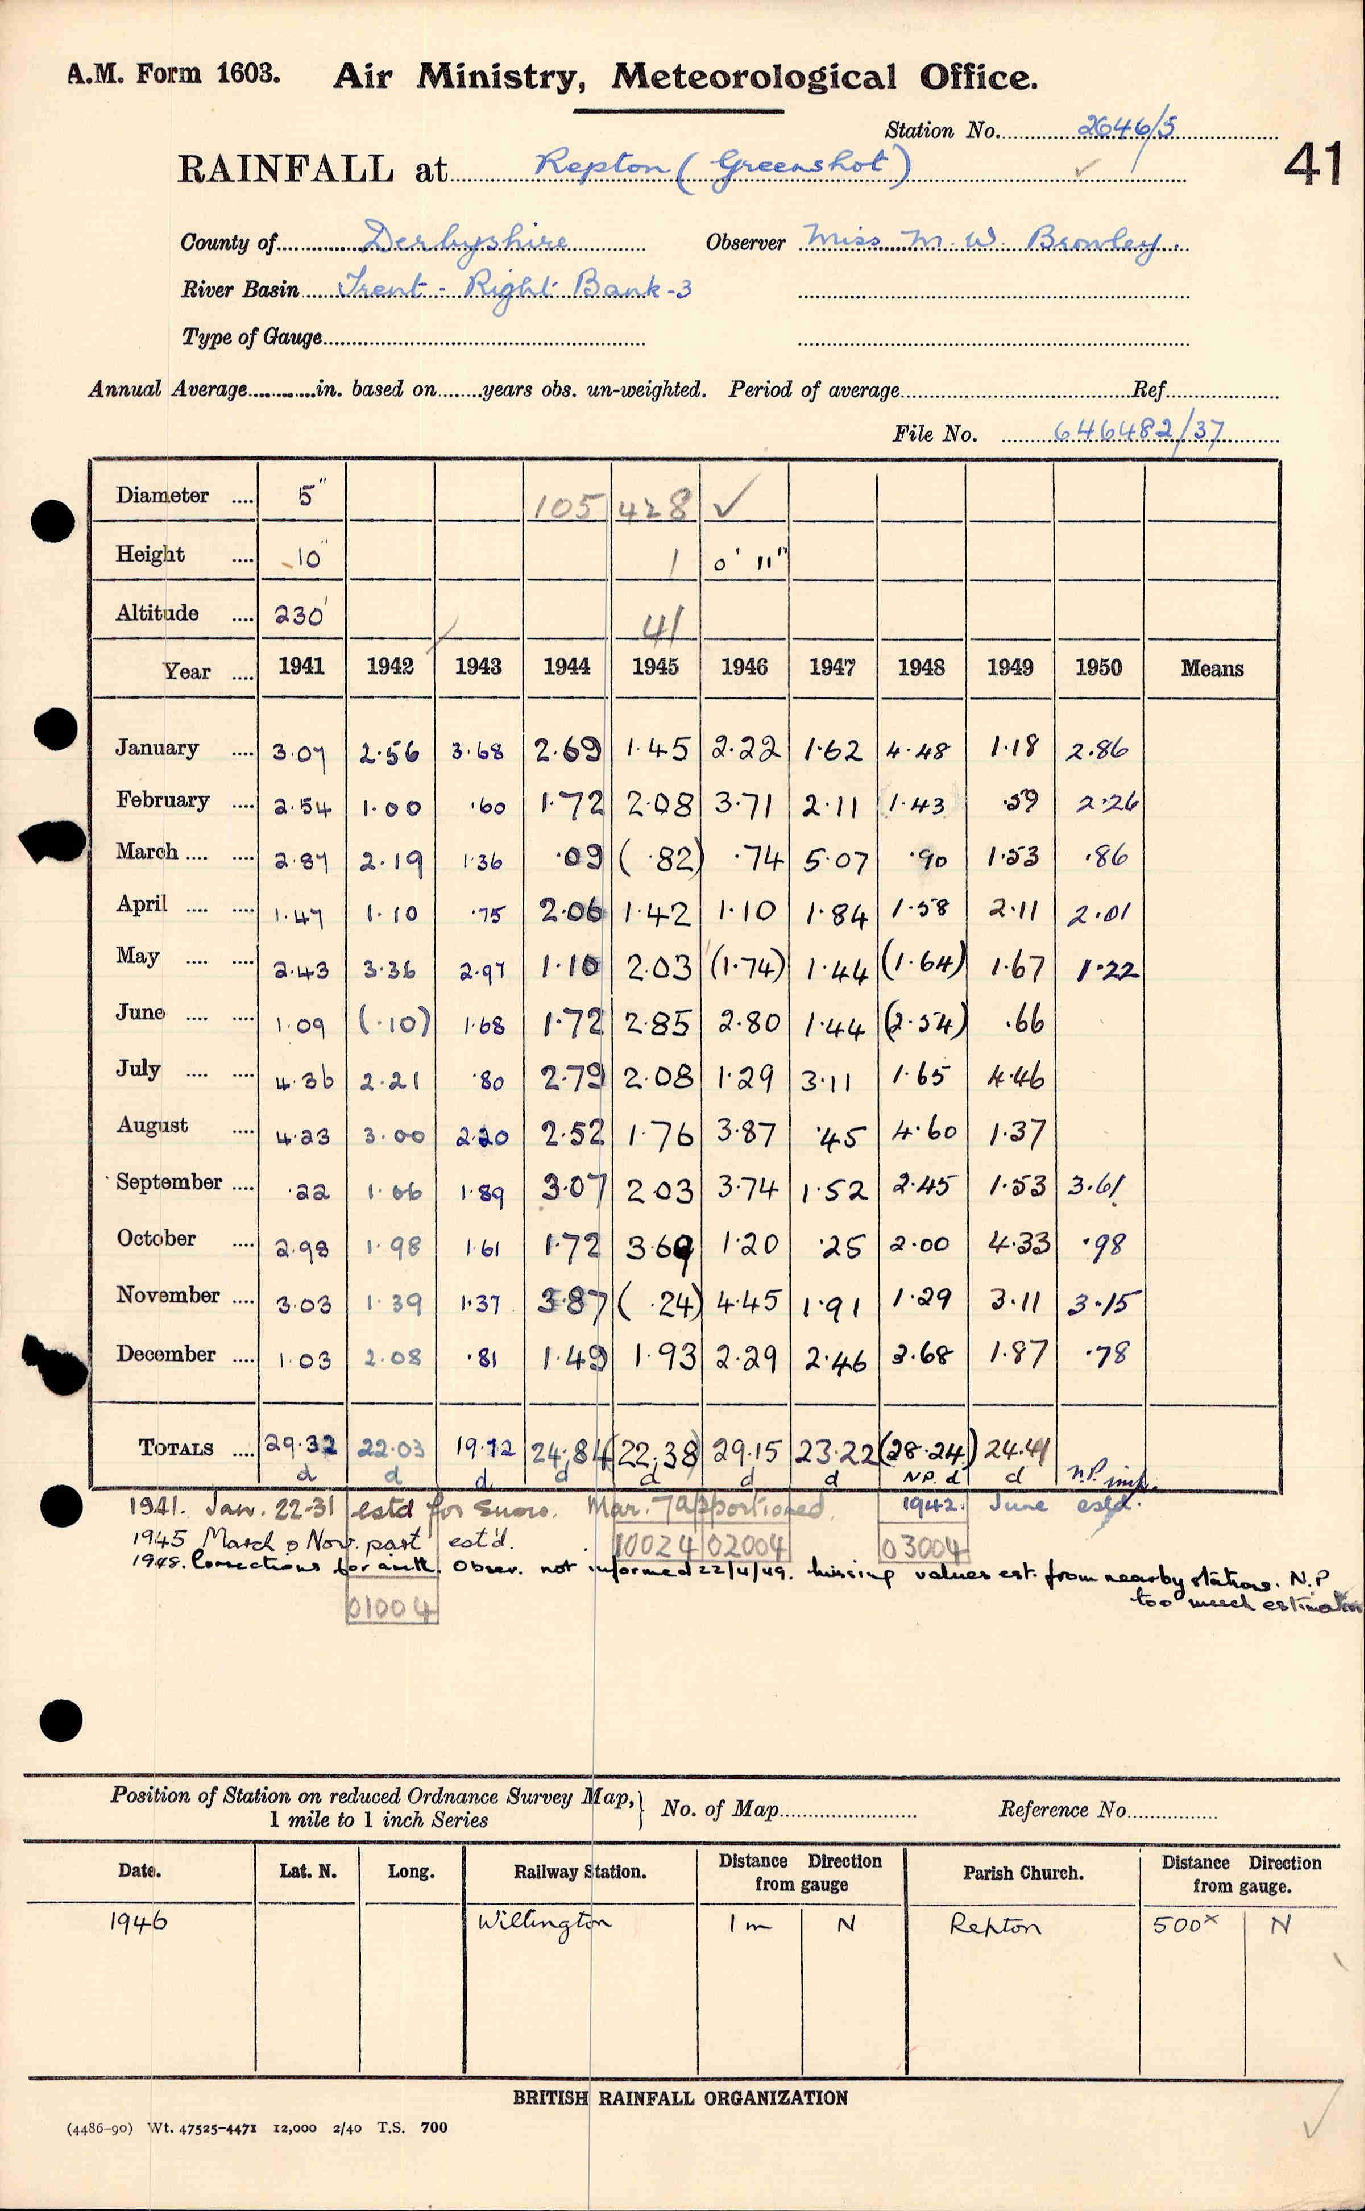 A.M. Form 1603. Air Ministry, Meteorological Office.
Station No. 2646/5
41
RAINFALL at Repton (Greenshot)
County of Derbyshire Observer Miss M. W. Bromley.
River Basin Trent - Right Bank - 3
Type of Gauge
Annual Average in. based on years obs. un-weighted. Period of average Ref.
File No. 646482/37
Diameter 5" 105 428 ✓
Height 10" 1 0' 11"
Altitude 230' 41
Year 1941 1942 1943 1944 1945 1946 1947 1948 1949 1950 Means
January 3.07 2.56 3.68 2.69 1.45 2.22 1.62 4.48 1.18 2.86
February 2.54 1.00 .60 1.72 2.08 3.71 2.11 1.43 .59 2.26
March 2.87 2.19 1.36 .09 (.82) .74 5.07 .90 1.53 .86
April 1.47 1.10 .75 2.06 1.42 1.10 1.84 1.58 2.11 2.01
May 2.43 3.36 2.97 1.10 2.03 (1.74) 1.44 (1.64) 1.67 1.22
June 1.09 (.10) 1.68 1.72 2.85 2.80 1.44 (2.54) .66
July 4.36 2.21 .80 2.79 2.08 1.29 3.11 1.65 4.46
August 4.23 3.00 2.20 2.52 1.76 3.87 .45 4.60 1.37
September .22 1.06 1.89 3.07 2.03 3.74 1.52 2.45 1.53 3.61
October 2.98 1.98 1.61 1.72 3.69 1.20 .25 2.00 4.33 .98
November 3.03 1.39 1.37 3.87 (.24) 4.45 1.91 1.29 3.11 3.15
December 1.03 2.08 .81 1.49 1.93 2.29 2.46 3.68 1.87 .78
TOTALS 29.32 22.03 19.72 24.84 (22.38) 29.15 23.22 (28.24) 24.41
d d d d d d d N.P. d d N.P. imp.
1941. Jan. 22-31 estd for snow. Mar. 7 apportioned. 1942. June estd.
1945 March & Nov. part est'd. 10024 02004 03004
1948. Corrections for arith. Obser. not informed 22/4/49. Missing values est. from nearby stations. N.P.
too much estimation
01004
Position of Station on reduced Ordnance Survey Map, 1 mile to 1 inch Series No. of Map Reference No.
Date. Lat. N. Long. Railway Station. Distance Direction from gauge Parish Church. Distance Direction from gauge.
1946 Willington 1 m N Repton 500x N
BRITISH RAINFALL ORGANIZATION
(4486-90) Wt. 47525-4471 12,000 2/40 T.S. 700